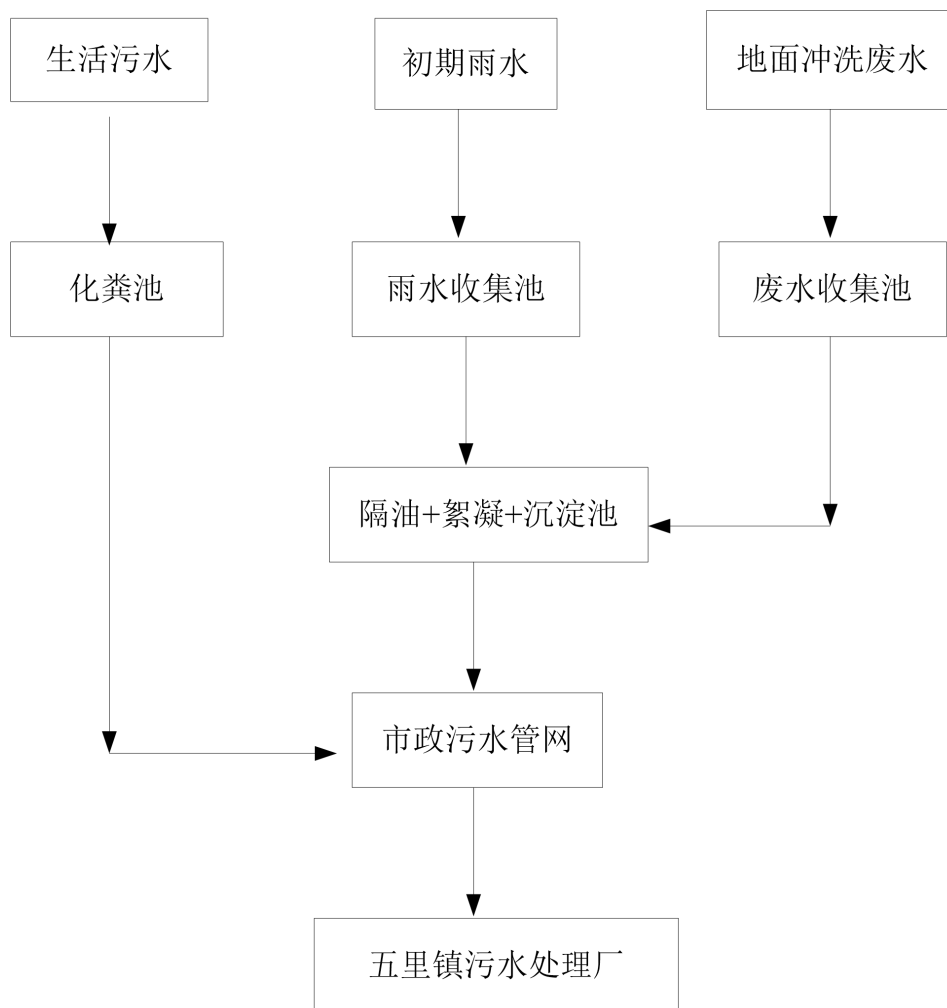 生活污水
初期雨水
地面冲洗废水
化粪池
雨水收集池
废水收集池
隔油+絮凝+沉淀池
市政污水管网
五里镇污水处理厂